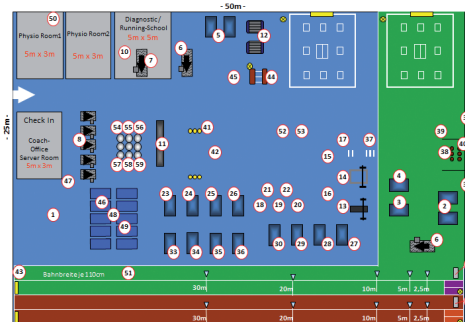 - 50m -
50
Physio Room1
5m x 3m
Physio Room2
5m x 3m
Diagnostic /
Running-School
5m x 5m
10
7
6
5
12
45
44
- 25m -
Check In
Coach-
Office
Server Room
5m x 3m
8
54
55
56
57
58
59
11
41
42
52
53
17
37
15
14
16
13
39
38
40
4
3
2
6
47
1
46
48
49
23
24
25
26
21
22
18
19
20
33
34
35
36
30
29
28
27
43
Bahnbreite je 110cm
51
30m
20m
10m
5m
2,5m
30m
20m
10m
5m
2,5m